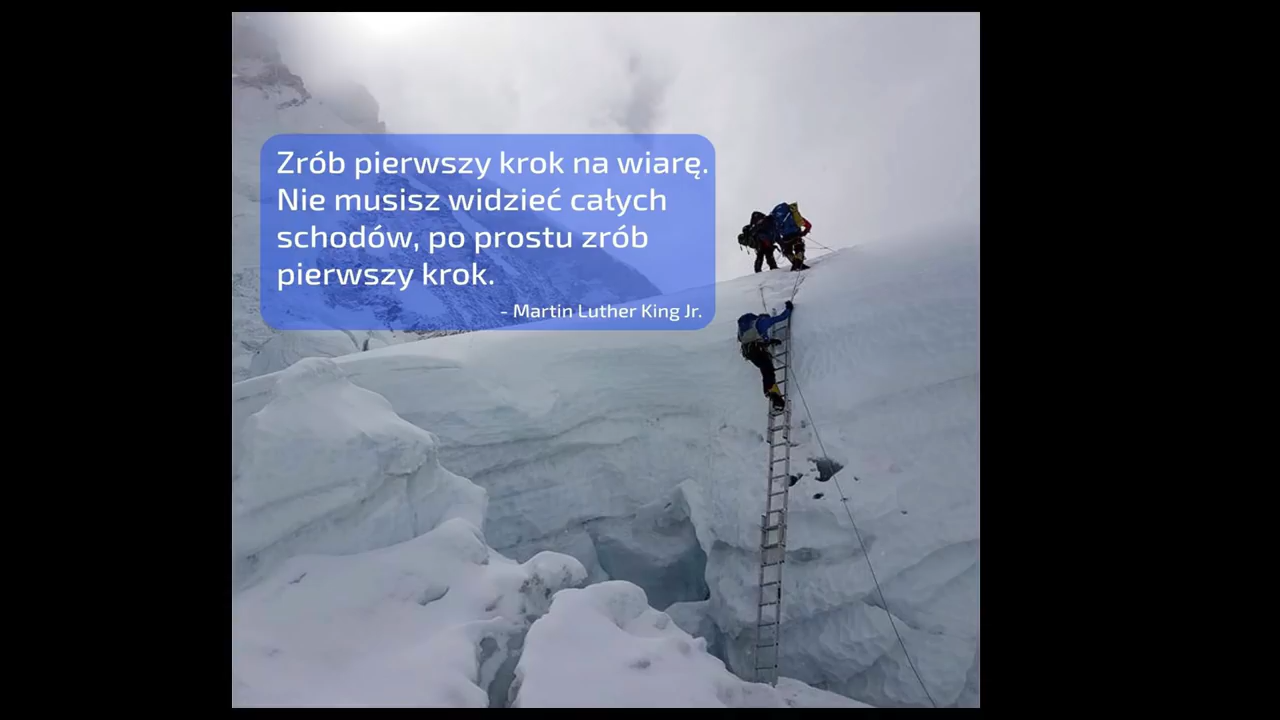 Zrób pierwszy krok na wiarę.
Nie musisz widzieć całych
schodów, po prostu zrób
pierwszy krok.
- Martin Luther King Jr.